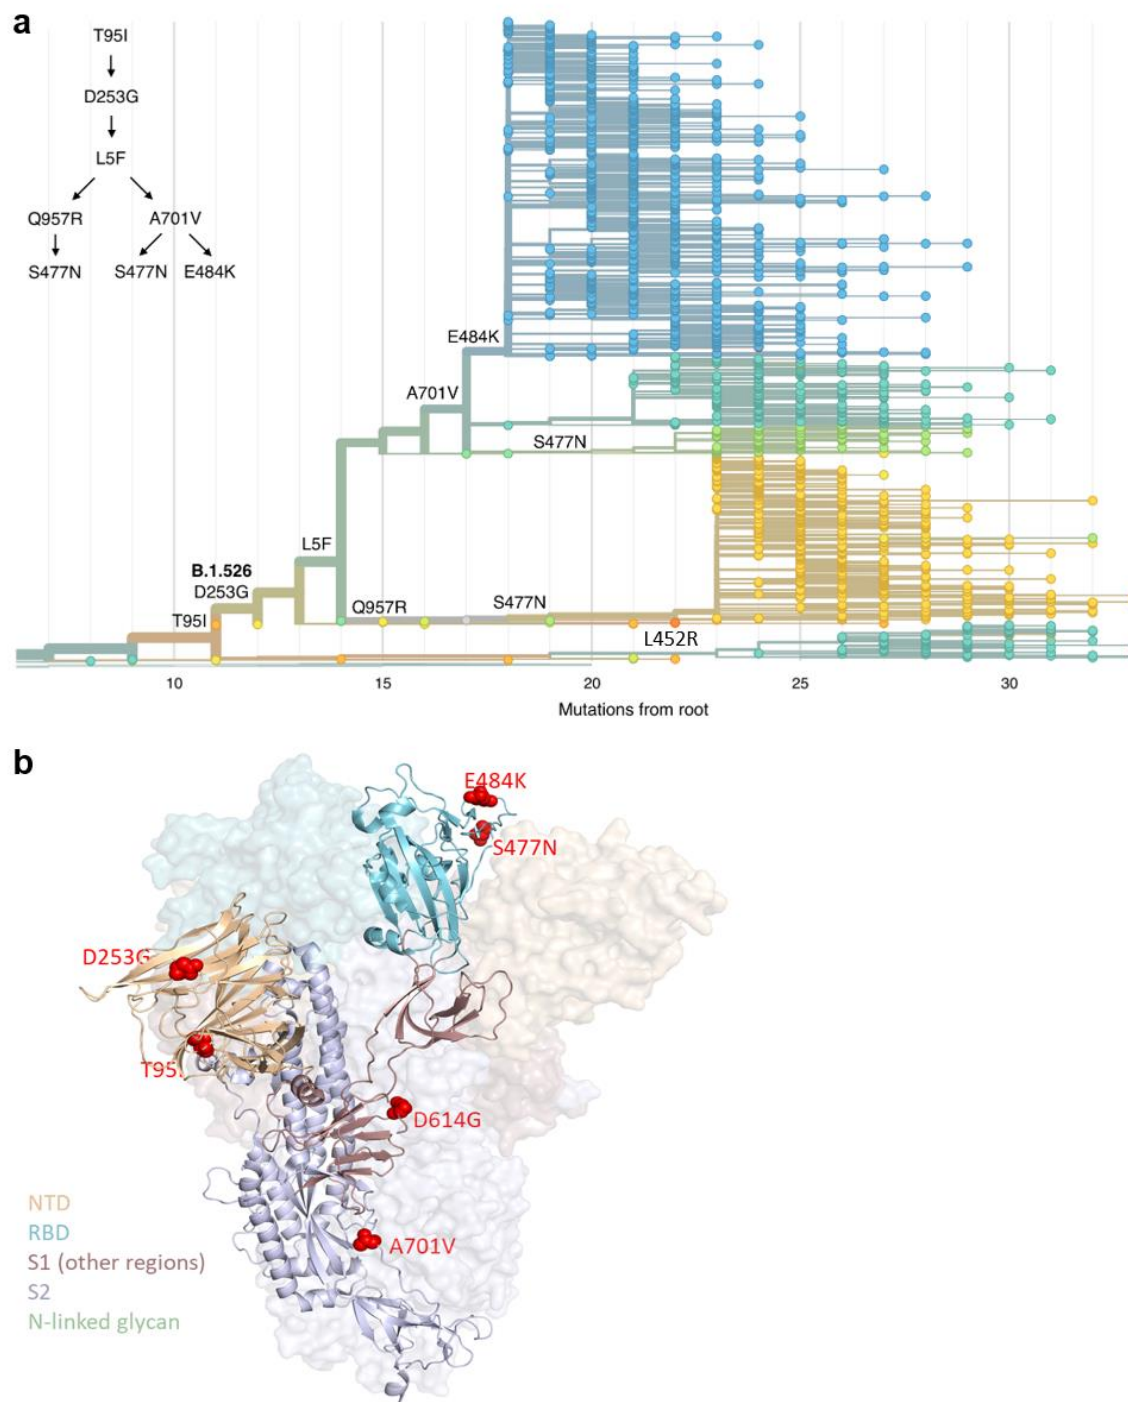 a
T95I
D253G
L5F
Q957R A701V
S477N S477N E484K
E484K
A701V
S477N
L5F
B.1.526
D253G
T95I
Q957R
S477N
L452R
10 15 20 25 30
Mutations from root
b
E484K
S477N
D253G
T95I
D614G
A701V
NTD
RBD
S1 (other regions)
S2
N-linked glycan